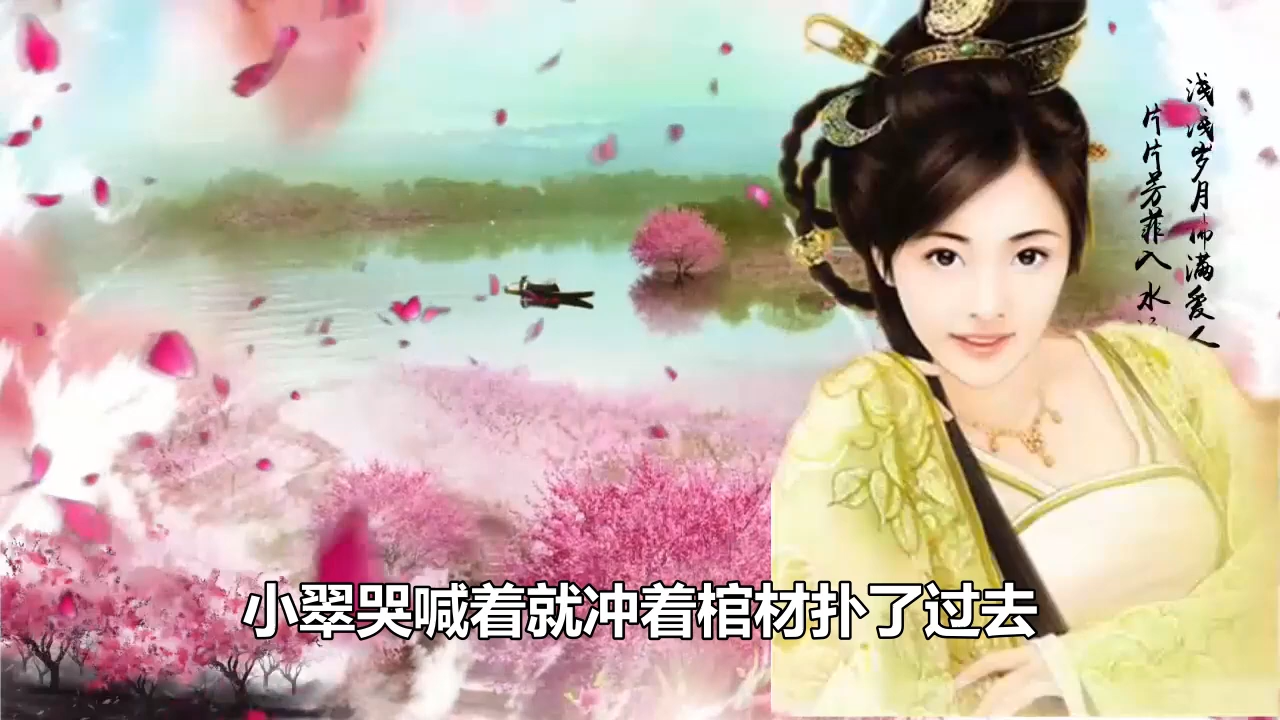 浅浅岁月沛满爱人
片片芳菲入水
小翠哭喊着就冲着棺材扑了过去